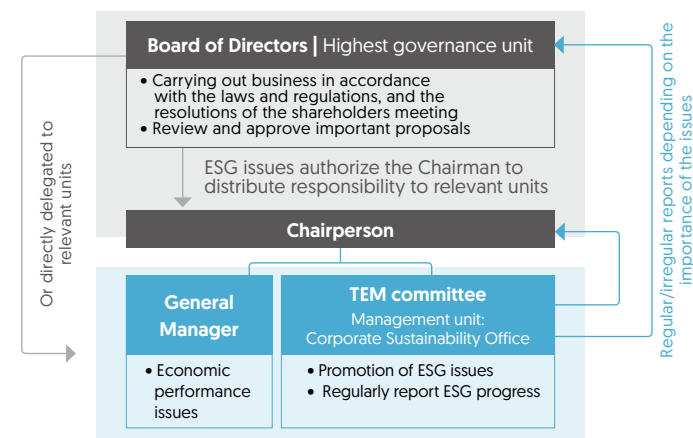 Board of Directors | Highest governance unit
• Carrying out business in accordance
with the laws and regulations, and the
resolutions of the shareholders meeting
• Review and approve important proposals
ESG issues authorize the Chairman to
distribute responsibility to relevant units
Chairperson
General
Manager
• Economic
performance
issues
TEM committee
Management unit:
Corporate Sustainability Office
• Promotion of ESG issues
• Regularly report ESG progress
Or directly delegated to
relevant units
Regular/irregular reports depending on the
importance of the issues